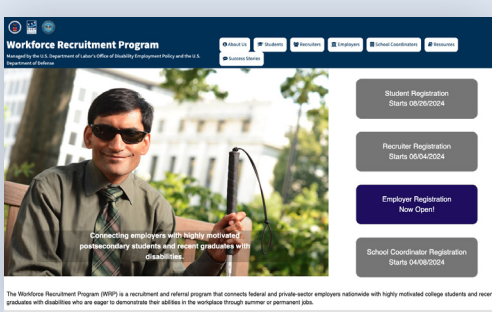 Workforce Recruitment Program
Managed by the U.S. Department of Labor's Office of Disability Employment Policy and the U.S.
Department of Defense
About Us
Students
Recruiters
Employers
School Coordinators
Resources
Success Stories
Connecting employers with highly motivated
postsecondary students and recent graduates with
disabilities.
Student Registration
Starts 08/26/2024
Recruiter Registration
Starts 06/04/2024
Employer Registration
Now Open!
School Coordinator Registration
Starts 04/08/2024
The Workforce Recruitment Program (WRP) is a recruitment and referral program that connects federal and private-sector employers nationwide with highly motivated college students and recen
graduates with disabilities who are eager to demonstrate their abilities in the workplace through summer or permanent jobs.